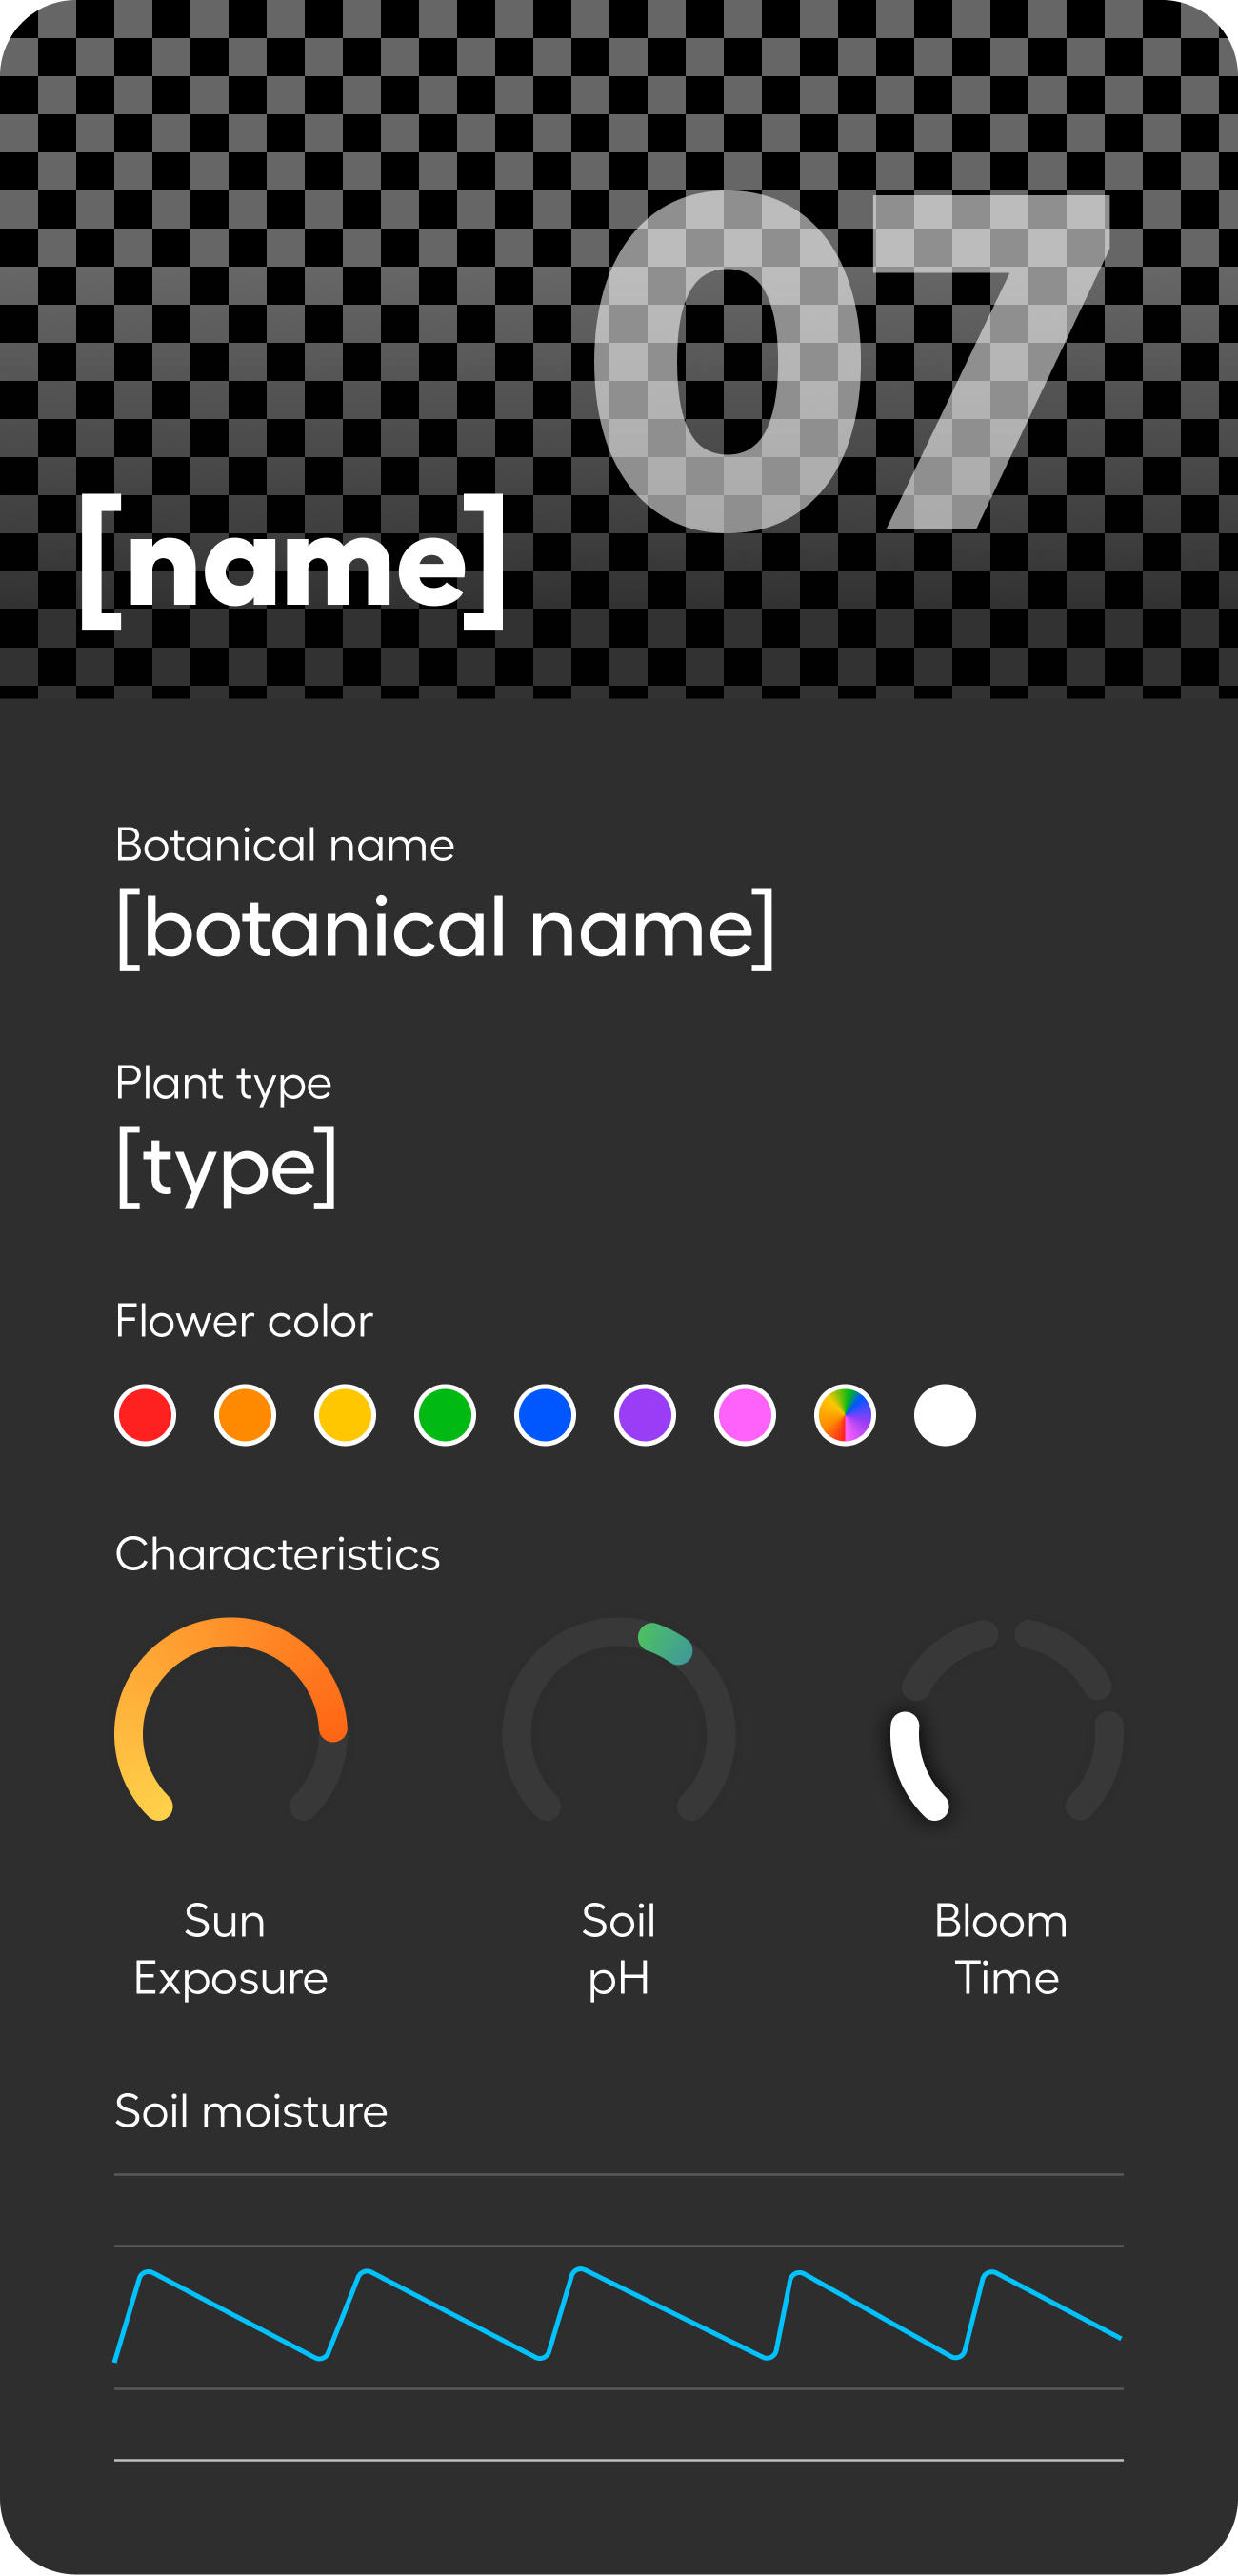 07
[name]
Botanical name
[botanical name]
Plant type
[type]
Flower color
Characteristics
Sun
Exposure
Soil
pH
Bloom
Time
Soil moisture